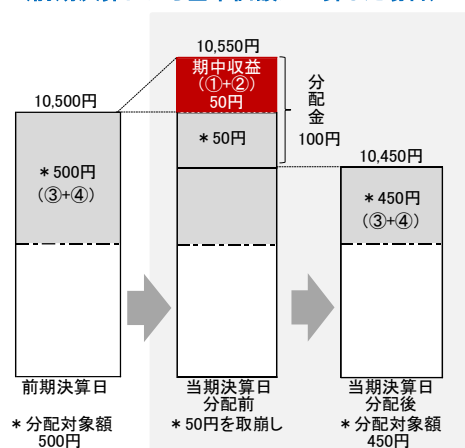 10,550円
期中収益
(①+②)
50円
分配金
100円
10,500円
＊50円
10,450円
＊500円
(③+④)
＊450円
(③+④)
前期決算日
当期決算日
分配前
当期決算日
分配後
＊分配対象額
500円
＊50円を取崩し
＊分配対象額
450円